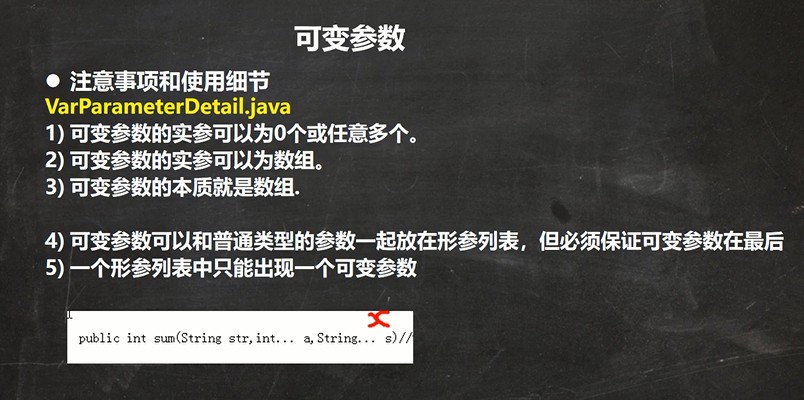 可变参数
● 注意事项和使用细节
VarParameterDetail.java
1) 可变参数的实参可以为0个或任意多个。
2) 可变参数的实参可以为数组。
3) 可变参数的本质就是数组.
4) 可变参数可以和普通类型的参数一起放在形参列表，但必须保证可变参数在最后
5) 一个形参列表中只能出现一个可变参数
public int sum(String str,int... a,String... s)//